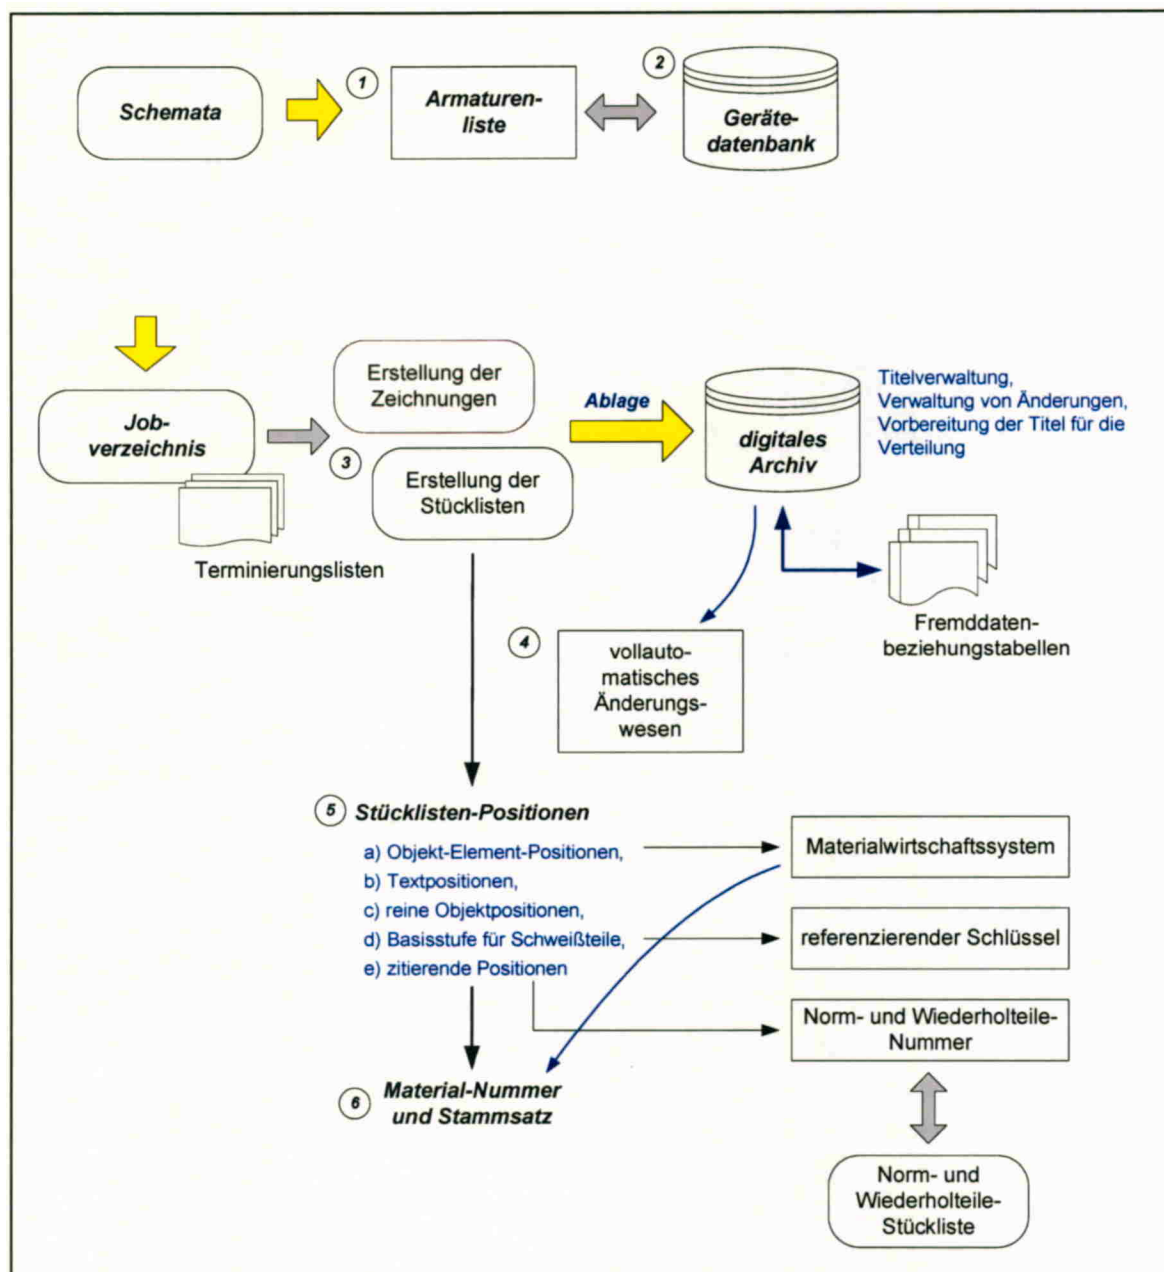 1
2
Schemata
Armaturen-
liste
Geräte-
datenbank
Job-
verzeichnis
Terminierungslisten
3
Erstellung der
Zeichnungen
Erstellung der
Stücklisten
Ablage
digitales
Archiv
Titelverwaltung,
Verwaltung von Änderungen,
Vorbereitung der Titel für die
Verteilung
Fremddaten-
beziehungstabellen
4
vollauto-
matisches
Änderungs-
wesen
5 Stücklisten-Positionen
a) Objekt-Element-Positionen,
b) Textpositionen,
c) reine Objektpositionen,
d) Basisstufe für Schweißteile,
e) zitierende Positionen
Materialwirtschaftssystem
referenzierender Schlüssel
Norm- und Wiederholteile-
Nummer
6 Material-Nummer
und Stammsatz
Norm- und
Wiederholteile-
Stückliste